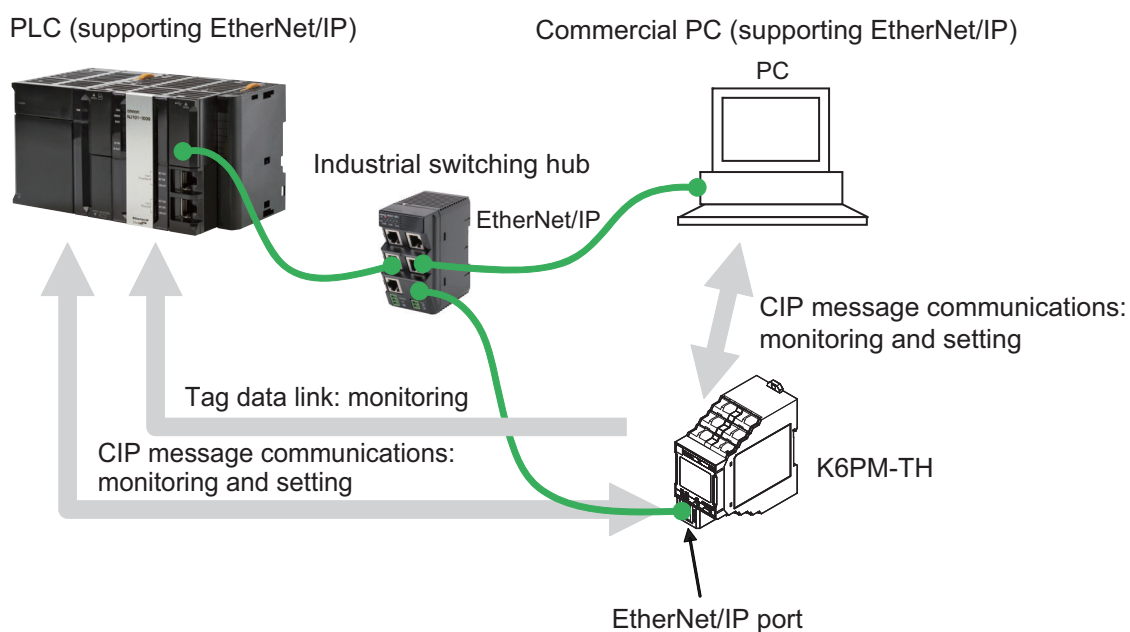 PLC (supporting EtherNet/IP)
Commercial PC (supporting EtherNet/IP)
PC
Industrial switching hub
EtherNet/IP
CIP message communications:
monitoring and setting
Tag data link: monitoring
CIP message communications:
monitoring and setting
K6PM-TH
EtherNet/IP port